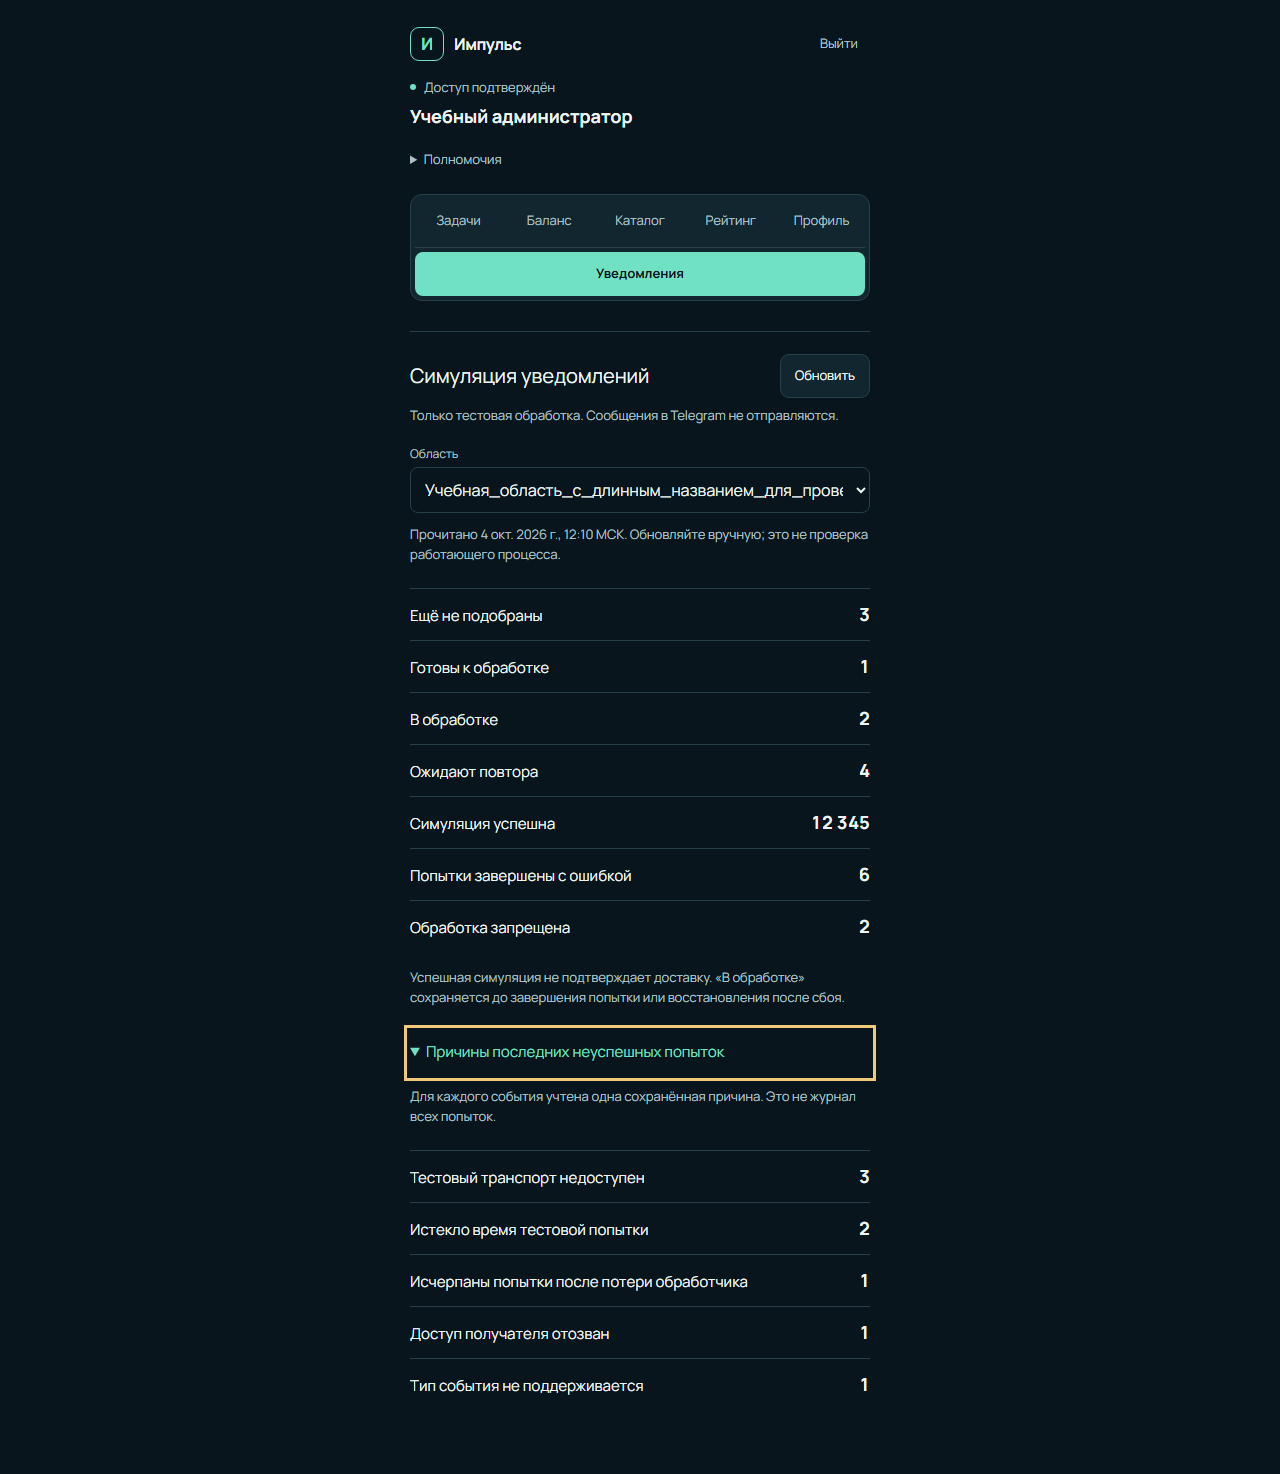 И Импульс
Выйти
Доступ подтверждён
Учебный администратор
Полномочия
Задачи Баланс Каталог Рейтинг Профиль
Уведомления
Симуляция уведомлений
Обновить
Только тестовая обработка. Сообщения в Telegram не отправляются.
Область
Учебная_область_с_длинным_названием_для_прове
Прочитано 4 окт. 2026 г., 12:10 МСК. Обновляйте вручную; это не проверка
работающего процесса.
Ещё не подобраны 3
Готовы к обработке 1
В обработке 2
Ожидают повтора 4
Симуляция успешна 12 345
Попытки завершены с ошибкой 6
Обработка запрещена 2
Успешная симуляция не подтверждает доставку. «В обработке»
сохраняется до завершения попытки или восстановления после сбоя.
Причины последних неуспешных попыток
Для каждого события учтена одна сохранённая причина. Это не журнал
всех попыток.
Тестовый транспорт недоступен 3
Истекло время тестовой попытки 2
Исчерпаны попытки после потери обработчика 1
Доступ получателя отозван 1
Тип события не поддерживается 1